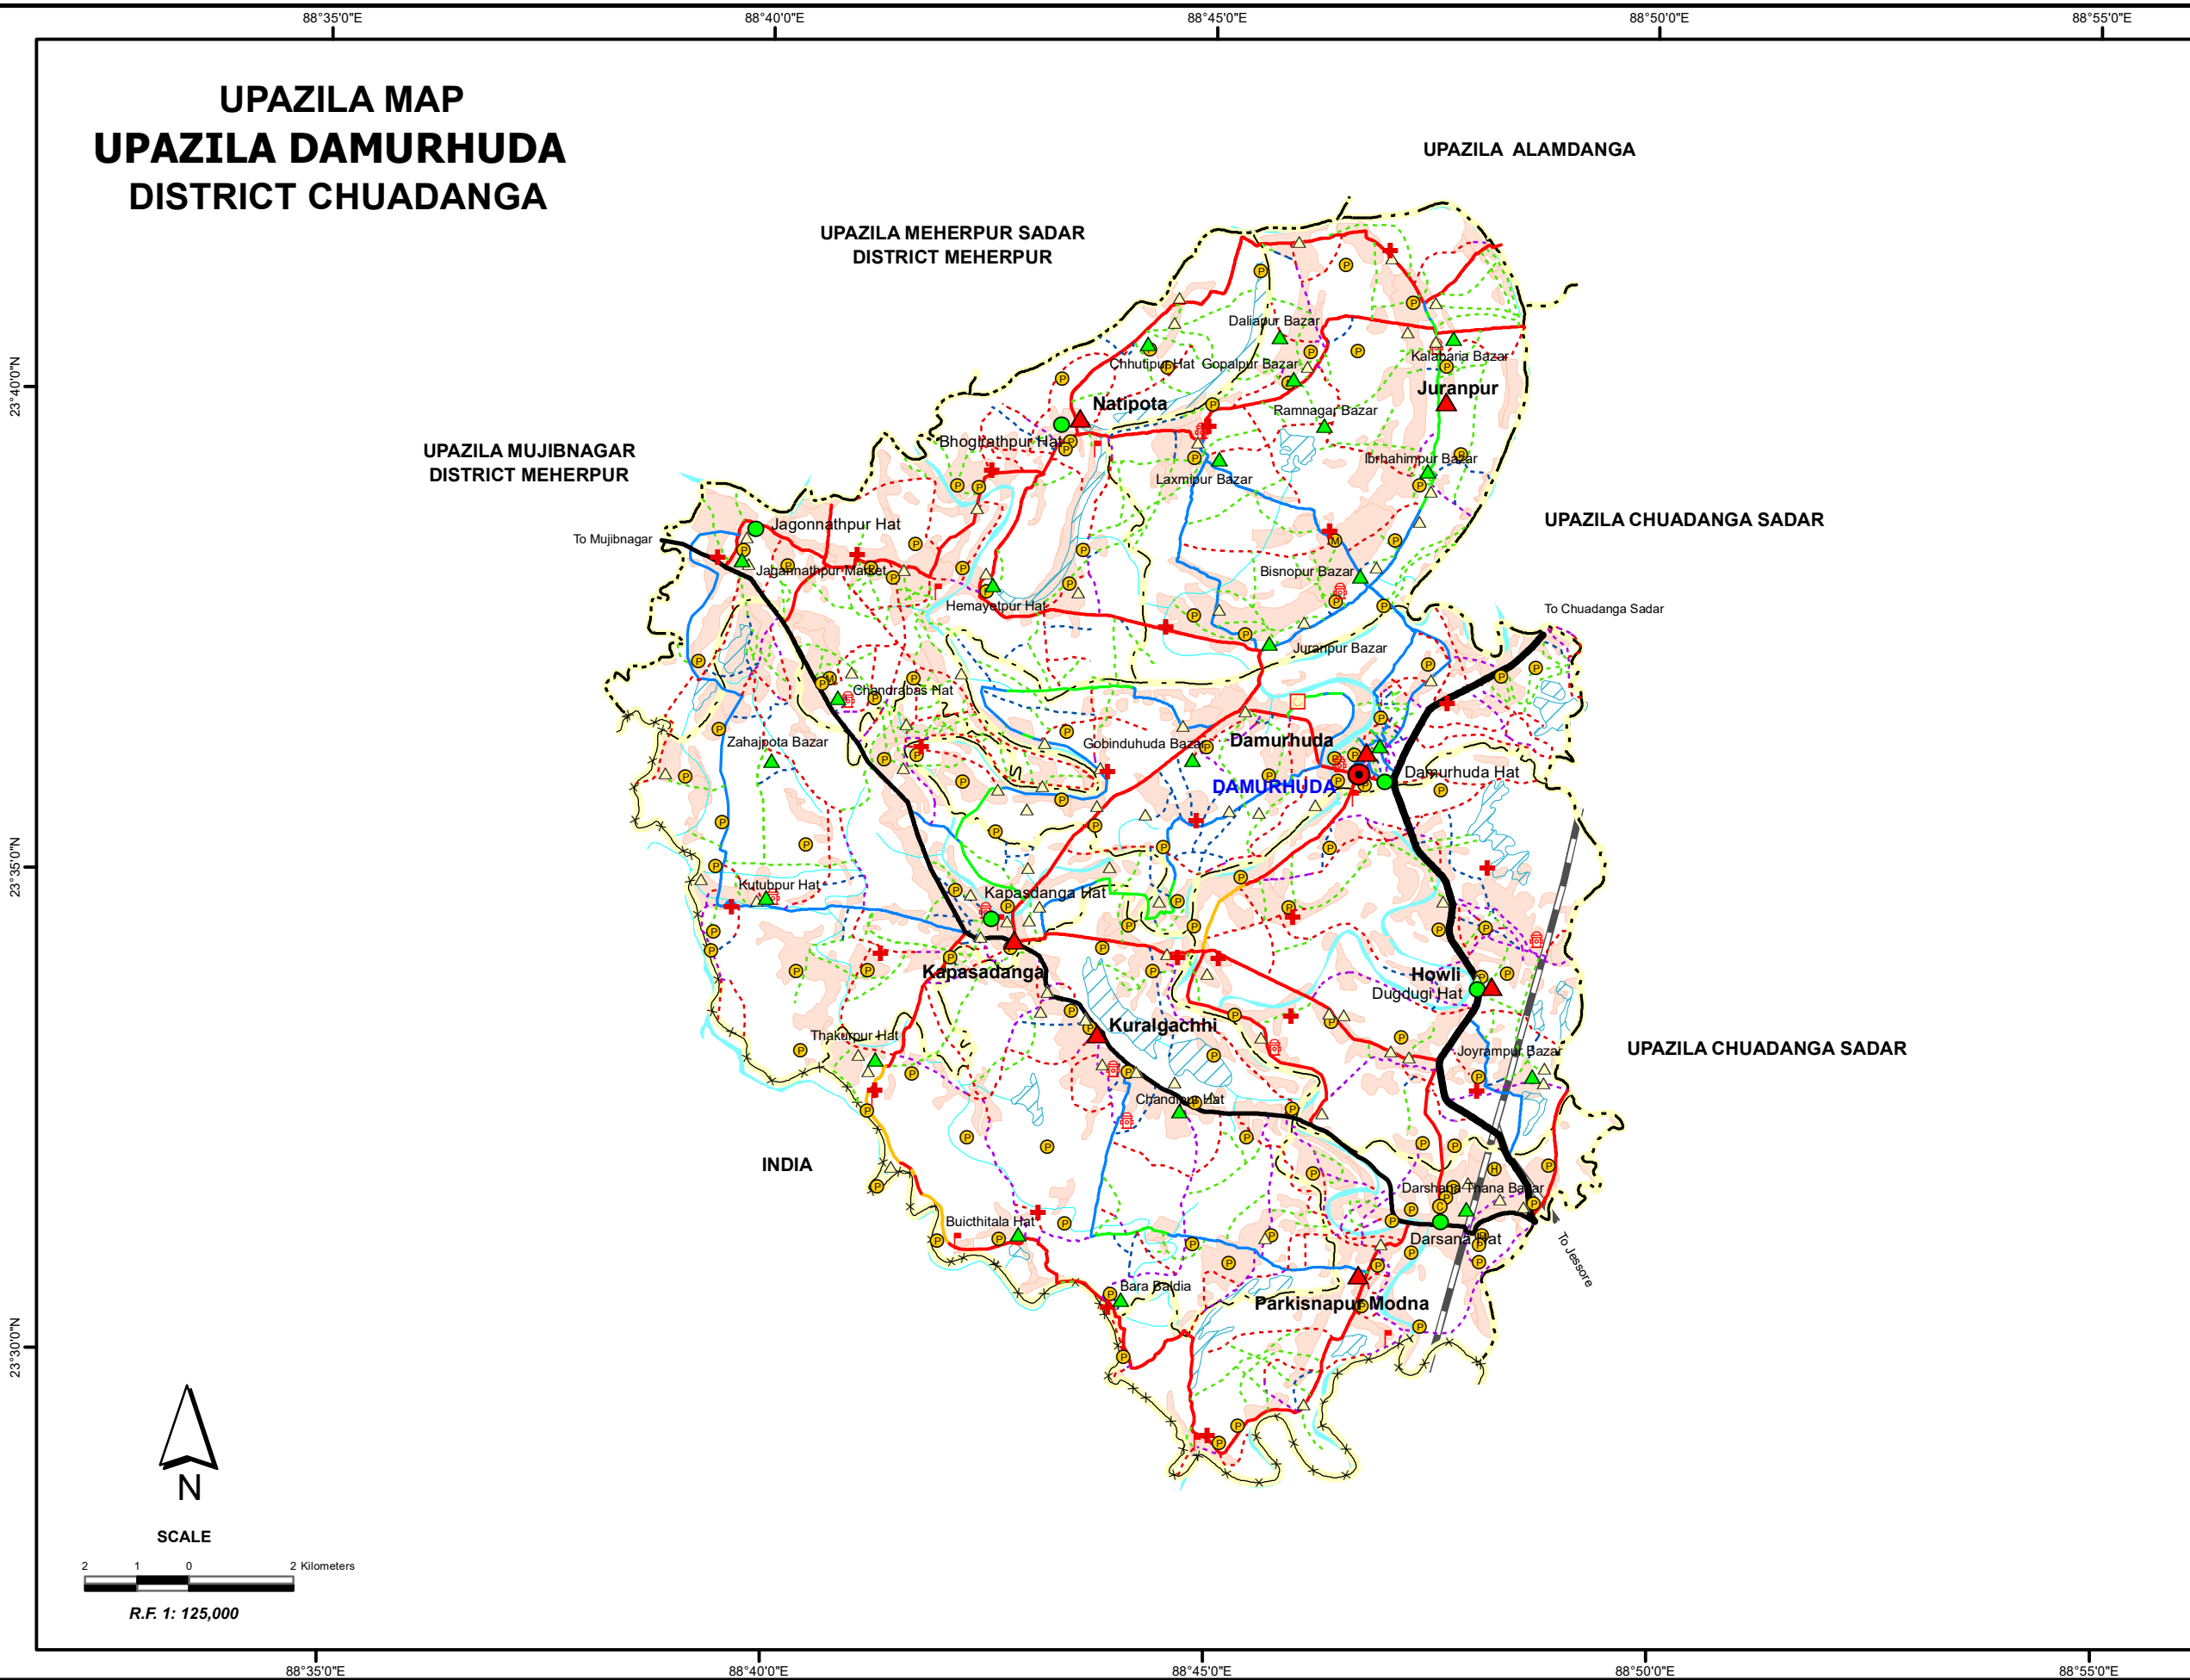 88°35'0"E
88°40'0"E
88°45'0"E
88°50'0"E
88°55'0"E
UPAZILA MAP
UPAZILA DAMURHUDA
DISTRICT CHUADANGA
UPAZILA ALAMDANGA
UPAZILA MEHERPUR SADAR
DISTRICT MEHERPUR
Daliapur Bazar
Kalabaria Bazar
Chhutipur Hat
Gopalpur Bazar
23°40'0"N
23°40'0"N
Juranpur
Natipota
Ramnagar Bazar
Bhogirathpur Hat
UPAZILA MUJIBNAGAR
DISTRICT MEHERPUR
Ibrhahimpur Bazar
Laxmipur Bazar
UPAZILA CHUADANGA SADAR
Jagonnathpur Hat
To Mujibnagar
Jagannathpur Market
Bisnopur Bazar
Hemayetpur Hat
To Chuadanga Sadar
Juranpur Bazar
Chandrabas Hat
Zahajpota Bazar
Gobinduhuda Bazar
Damurhuda
Damurhuda Hat
DAMURHUDA
23°35'0"N
Kutubpur Hat
Kapasdanga Hat
Kapasadanga
Howli
Dugdugi Hat
Kuralgachhi
Thakurpur Hat
Joyrampur Bazar
UPAZILA CHUADANGA SADAR
Chandipur Hat
INDIA
Darshana Thana Bazar
Buicthitala Hat
Darsana Hat
To Jessore
Bara Baldia
Parkisnapur Modna
23°30'0"N
N
SCALE
2 1 0 2 Kilometers
R.F. 1: 125,000
88°35'0"E
88°40'0"E
88°45'0"E
88°50'0"E
88°55'0"E